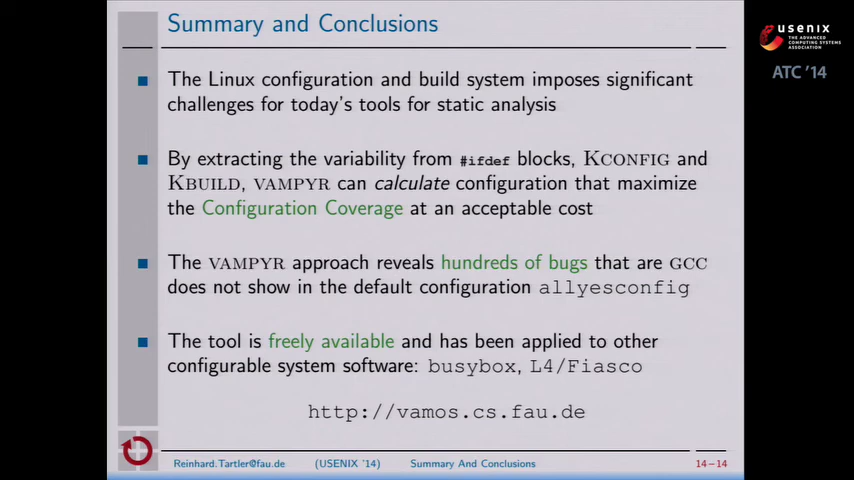 Summary and Conclusions
usenix
THE ADVANCED
COMPUTING SYSTEMS
ASSOCIATION
ATC '14
The Linux configuration and build system imposes significant
challenges for today's tools for static analysis
By extracting the variability from #ifdef blocks, KCONFIG and
KBUILD, VAMPYR can calculate configuration that maximize
the Configuration Coverage at an acceptable cost
The VAMPYR approach reveals hundreds of bugs that are GCC
does not show in the default configuration allyesconfig
The tool is freely available and has been applied to other
configurable system software: busybox, L4/Fiasco
http://vamos.cs.fau.de
Reinhard.Tartler@fau.de (USENIX '14) Summary And Conclusions 14–14